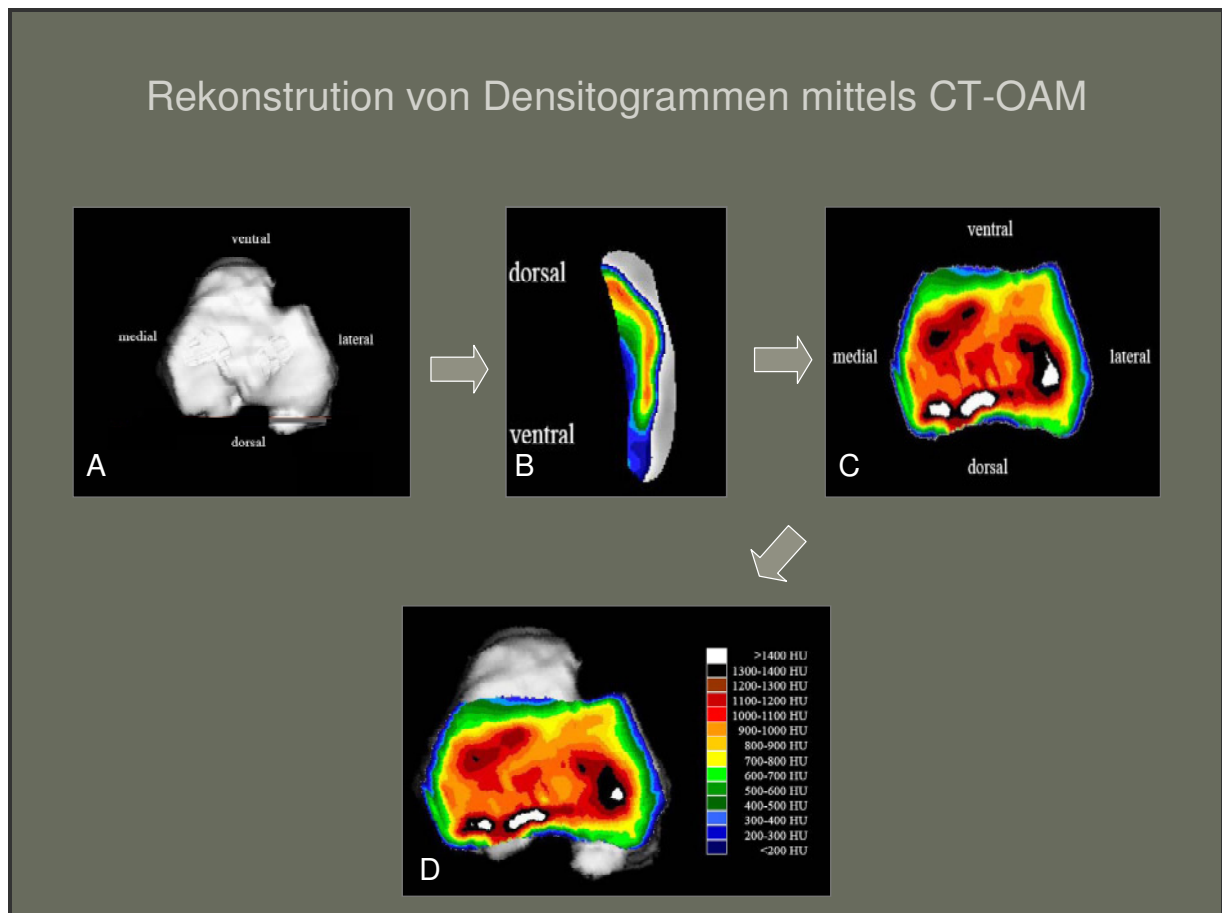 Rekonstrution von Densitogrammen mittels CT-OAM
ventral
medial
lateral
dorsal
A
dorsal
ventral
B
ventral
medial
lateral
dorsal
C
>1400 HU
1300-1400 HU
1200-1300 HU
1100-1200 HU
1000-1100 HU
900-1000 HU
800-900 HU
700-800 HU
600-700 HU
500-600 HU
400-500 HU
300-400 HU
200-300 HU
<200 HU
D